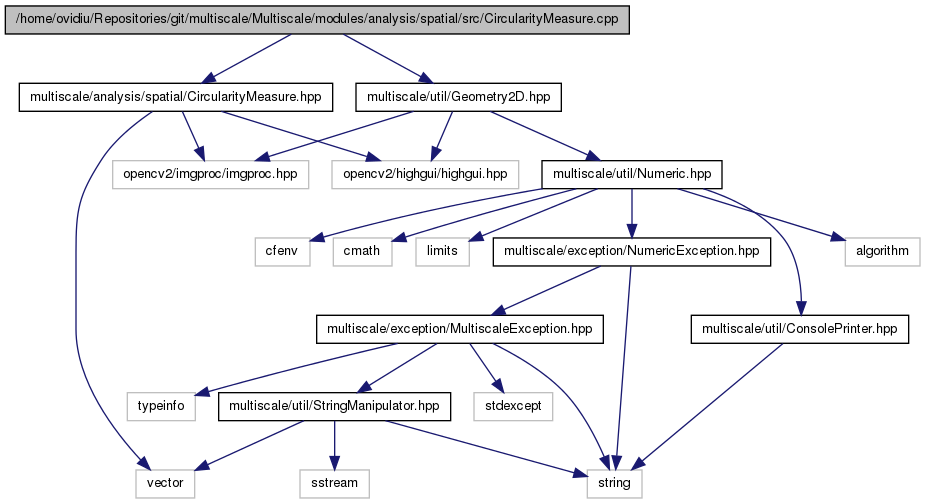 /home/ovidiu/Repositories/git/multiscale/Multiscale/modules/analysis/spatial/src/CircularityMeasure.cpp
multiscale/analysis/spatial/CircularityMeasure.hpp
multiscale/util/Geometry2D.hpp
opencv2/imgproc/imgproc.hpp
opencv2/highgui/highgui.hpp
multiscale/util/Numeric.hpp
cfenv
cmath
limits
multiscale/exception/NumericException.hpp
algorithm
multiscale/exception/MultiscaleException.hpp
multiscale/util/ConsolePrinter.hpp
typeinfo
multiscale/util/StringManipulator.hpp
stdexcept
vector
sstream
string